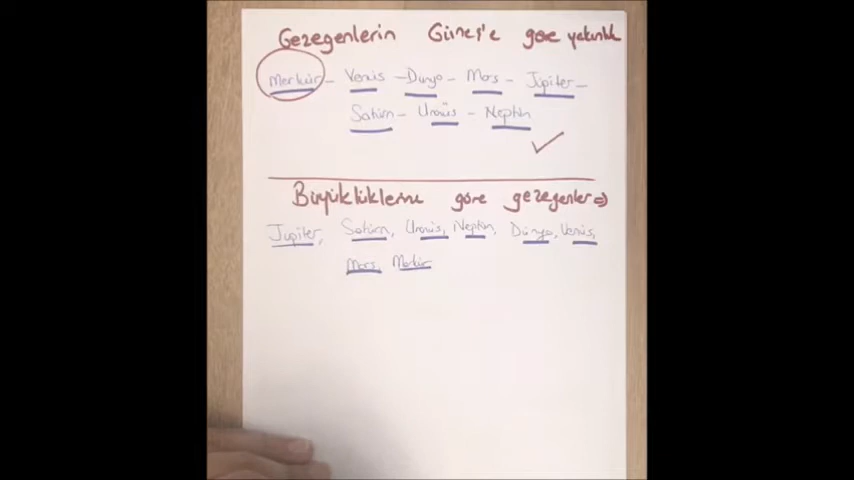 Gezegenlerin Güneş'e göre yakınlık
Merkür - Venüs - Dünya - Mars - Jüpiter -
Satürn - Uranüs - Neptün
Büyüklüklerine göre gezegenler ⇒
Jupiter, Satürn, Uranüs, Neptün, Dünya, Venüs,
Mars, Merkür